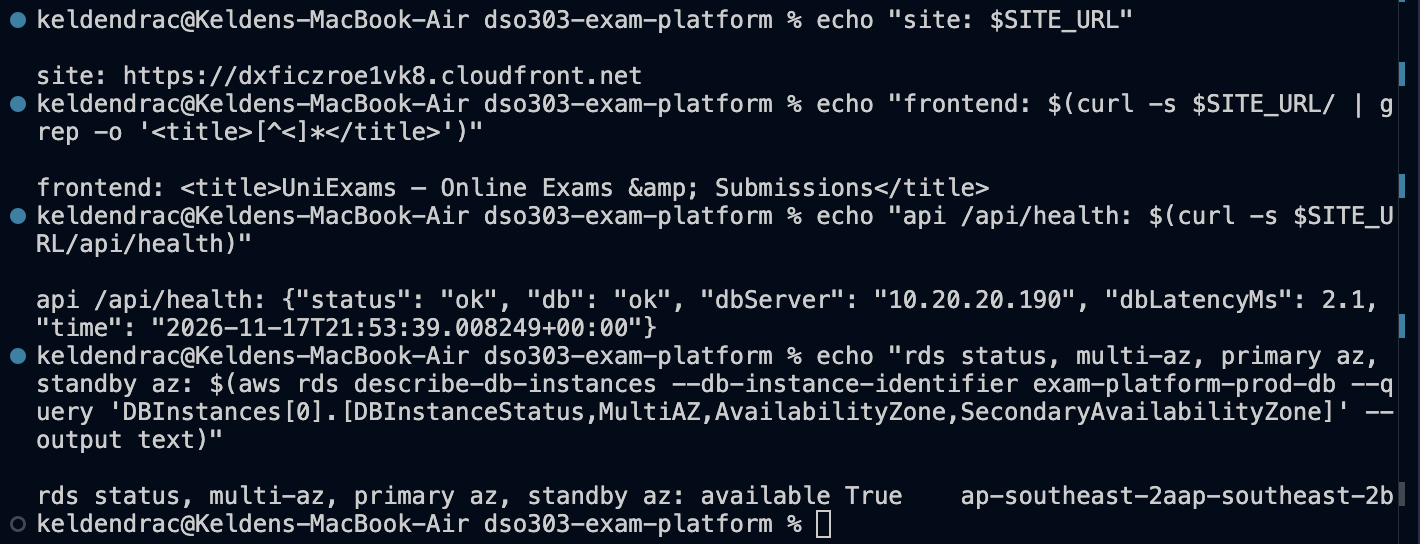 keldendrac@Keldens-MacBook-Air dso303-exam-platform % echo "site: $SITE_URL"
site: https://dxficzroe1vk8.cloudfront.net
keldendrac@Keldens-MacBook-Air dso303-exam-platform % echo "frontend: $(curl -s $SITE_URL/ | g
rep -o '<title>[^<]*</title>')"
frontend: <title>UniExams — Online Exams &amp; Submissions</title>
keldendrac@Keldens-MacBook-Air dso303-exam-platform % echo "api /api/health: $(curl -s $SITE_U
RL/api/health)"
api /api/health: {"status": "ok", "db": "ok", "dbServer": "10.20.20.190", "dbLatencyMs": 2.1,
"time": "2026-11-17T21:53:39.008249+00:00"}
keldendrac@Keldens-MacBook-Air dso303-exam-platform % echo "rds status, multi-az, primary az,
standby az: $(aws rds describe-db-instances --db-instance-identifier exam-platform-prod-db --q
uery 'DBInstances[0].[DBInstanceStatus,MultiAZ,AvailabilityZone,SecondaryAvailabilityZone]' --
output text)"
rds status, multi-az, primary az, standby az: available True    ap-southeast-2aap-southeast-2b
keldendrac@Keldens-MacBook-Air dso303-exam-platform %